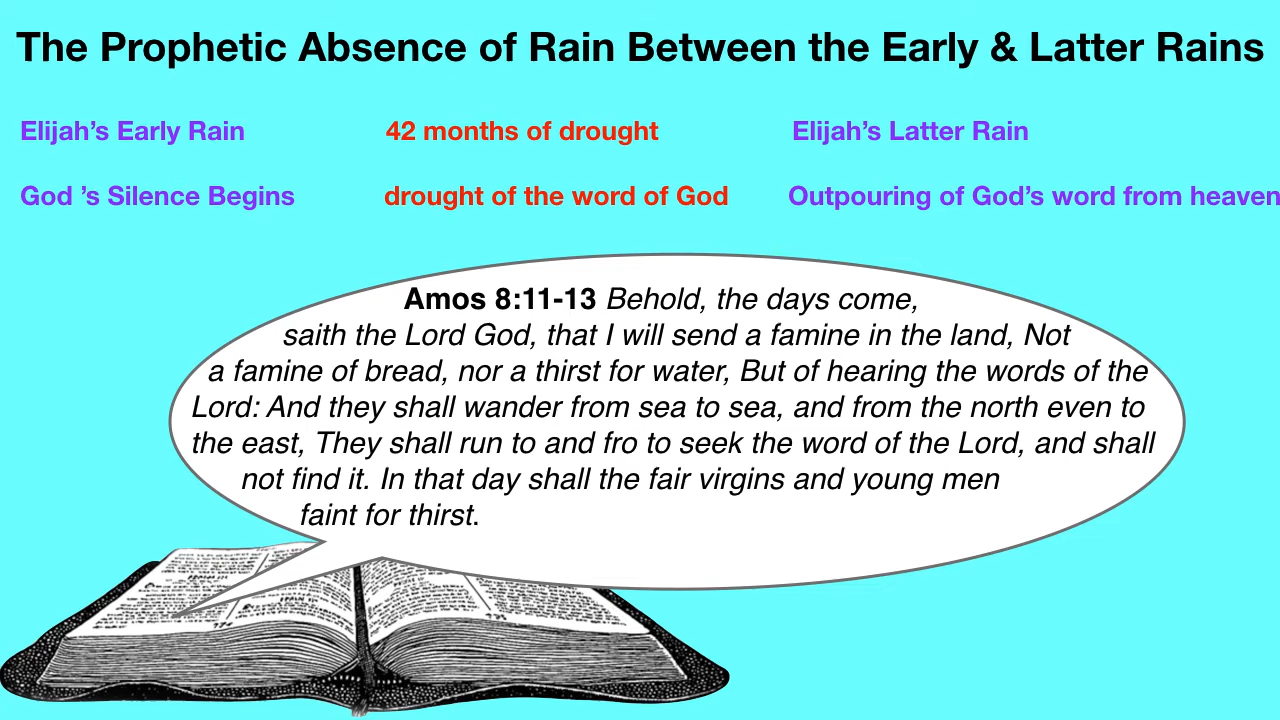 The Prophetic Absence of Rain Between the Early & Latter Rains
Elijah’s Early Rain 42 months of drought Elijah’s Latter Rain
God ’s Silence Begins drought of the word of God Outpouring of God’s word from heaven
Amos 8:11-13 Behold, the days come,
saith the Lord God, that I will send a famine in the land, Not
a famine of bread, nor a thirst for water, But of hearing the words of the
Lord: And they shall wander from sea to sea, and from the north even to
the east, They shall run to and fro to seek the word of the Lord, and shall
not find it. In that day shall the fair virgins and young men
faint for thirst.